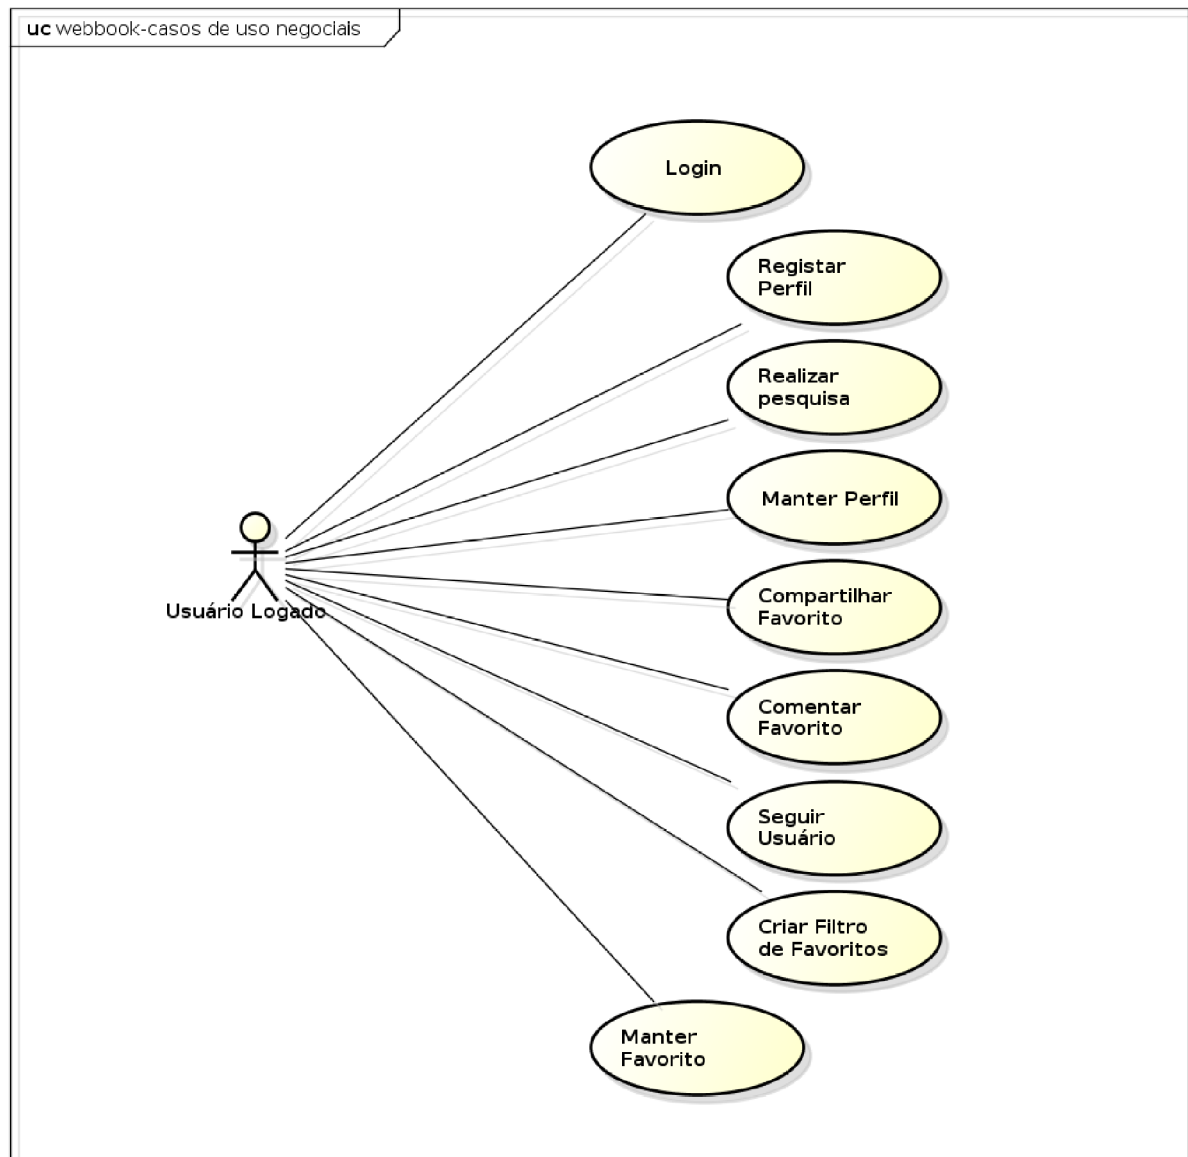 uc webbook-casos de uso negociais
Login
Registar
Perfil
Realizar
pesquisa
Manter Perfil
Compartilhar
Favorito
Usuário Logado
Comentar
Favorito
Seguir
Usuário
Criar Filtro
de Favoritos
Manter
Favorito